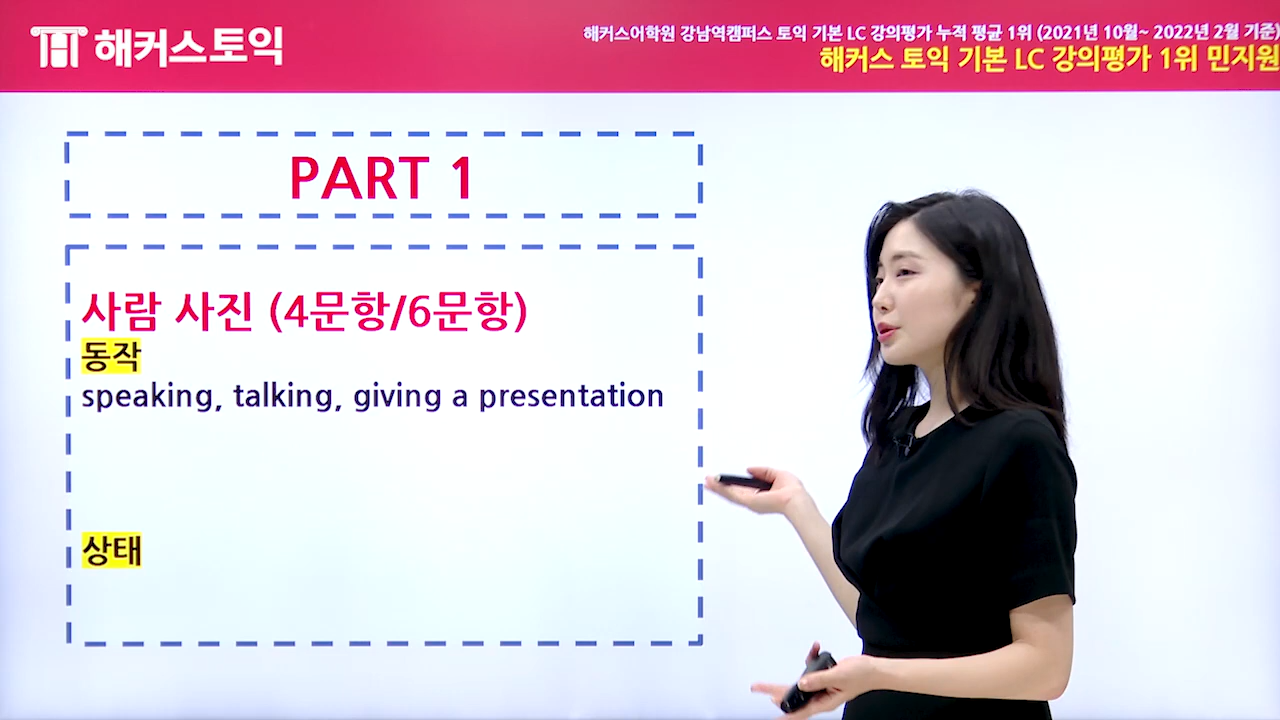 해커스토익
해커스어학원 강남역캠퍼스 토익 기본 LC 강의평가 누적 평균 1위 (2021년 10월~ 2022년 2월 기준)
해커스 토익 기본 LC 강의평가 1위 민지원
PART 1
사람 사진 (4문항/6문항)
동작
speaking, talking, giving a presentation
상태